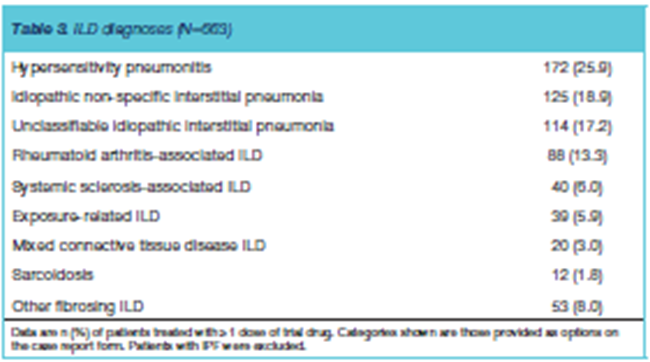 Table 3. ILD diagnoses (N=663)
Hypersensitivity pneumonitis 172 (25.9)
Idiopathic non-specific interstitial pneumonia 125 (18.9)
Unclassifiable idiopathic interstitial pneumonia 114 (17.2)
Rheumatoid arthritis-associated ILD 88 (13.3)
Systemic sclerosis-associated ILD 40 (6.0)
Exposure-related ILD 39 (5.9)
Mixed connective tissue disease ILD 20 (3.0)
Sarcoidosis 12 (1.8)
Other fibrosing ILD 53 (8.0)
Data are n (%) of patients treated with ≥1 dose of trial drug. Categories shown are those provided as options on
the case report form. Patients with IPF were excluded.